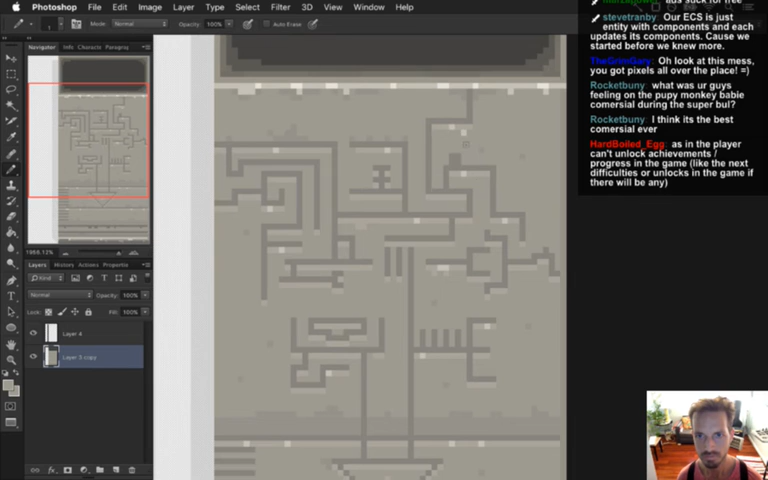 Photoshop File Edit Image Layer Type Select Filter 3D View Window Help
Mode: Normal Opacity: 100% Auto Erase
Navigator Info Charact Paragraq
1956.12%
Layers History Actions Propertie
Kind
Normal Opacity: 100%
Lock: Fill: 100%
Layer 4
Layer 3 copy
ads suck for free
stevetranby: Our ECS is just
entity with components and each
updates its components. Cause we
started before we knew more.
TheGrimGary: Oh look at this mess,
you got pixels all over the place! =)
Rocketbuny: what was ur guys
feeling on the pupy monkey babie
comersial during the super bul?
Rocketbuny: I think its the best
comersial ever
HardBoiled_Egg: as in the player
can't unlock achievements /
progress in the game (like the next
difficulties or unlocks in the game if
there will be any)